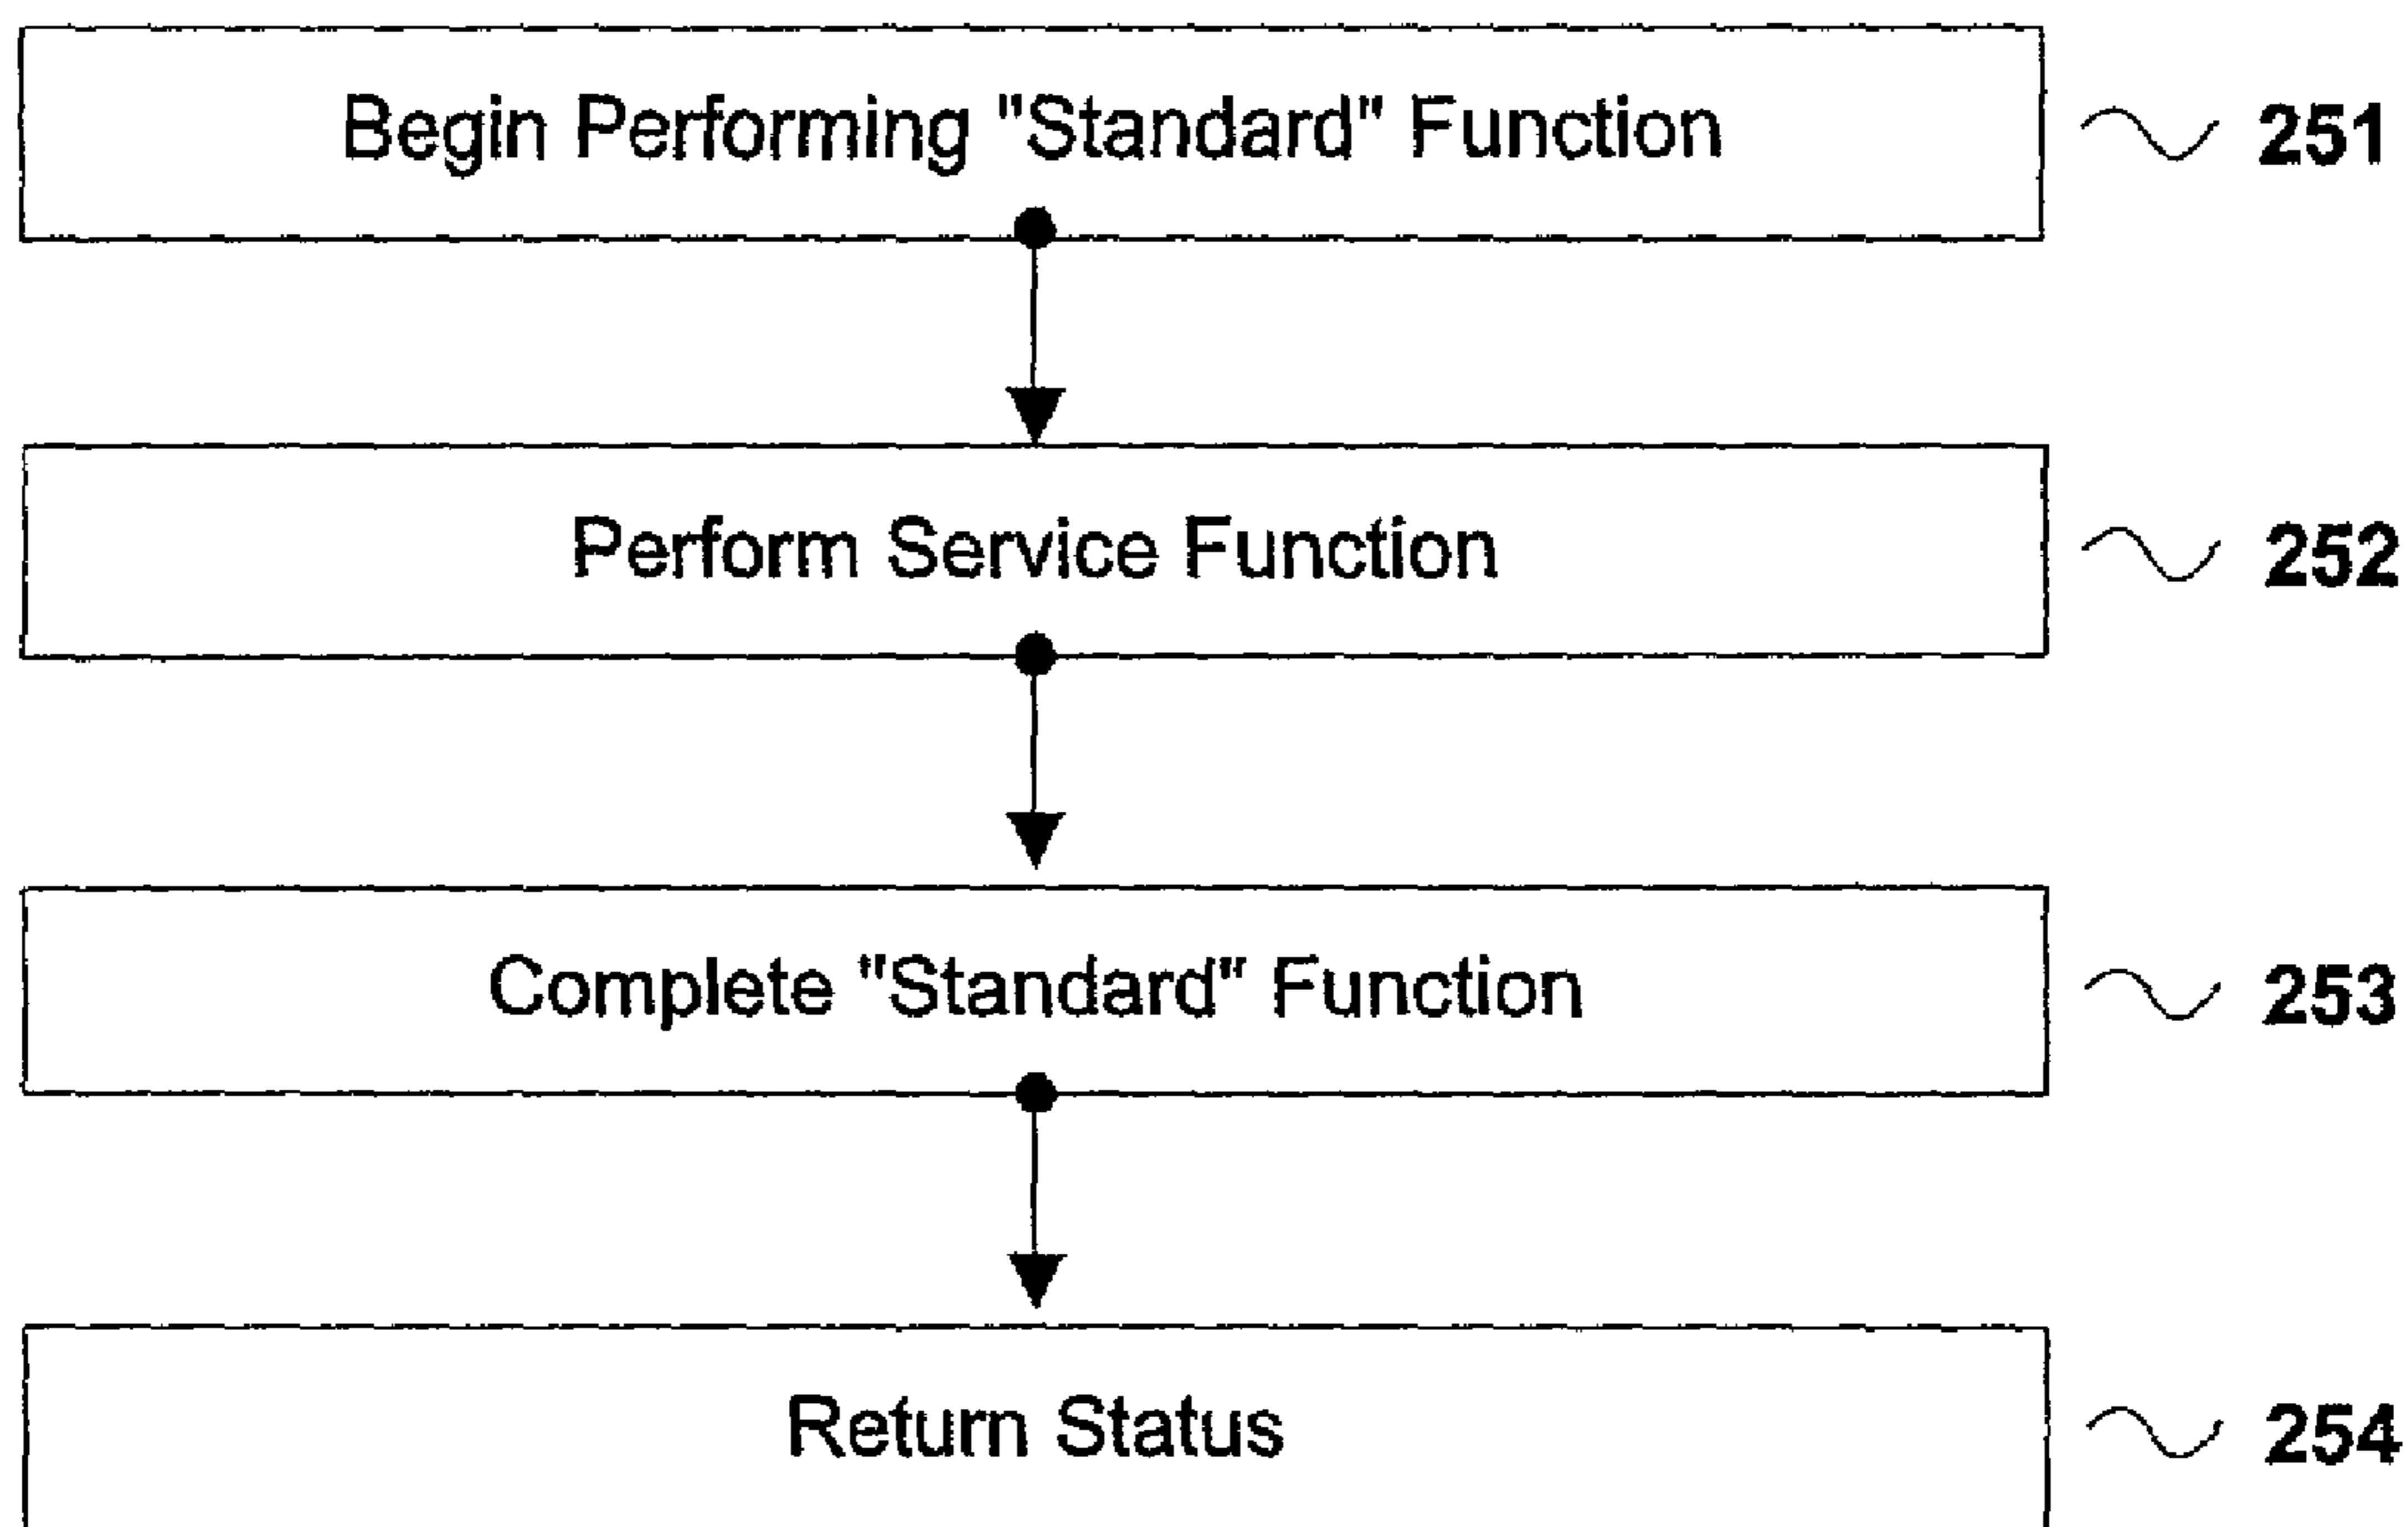 Begin Performing "Standard" Function 251
Perform Service Function 252
Complete "Standard" Function 253
Return Status 254